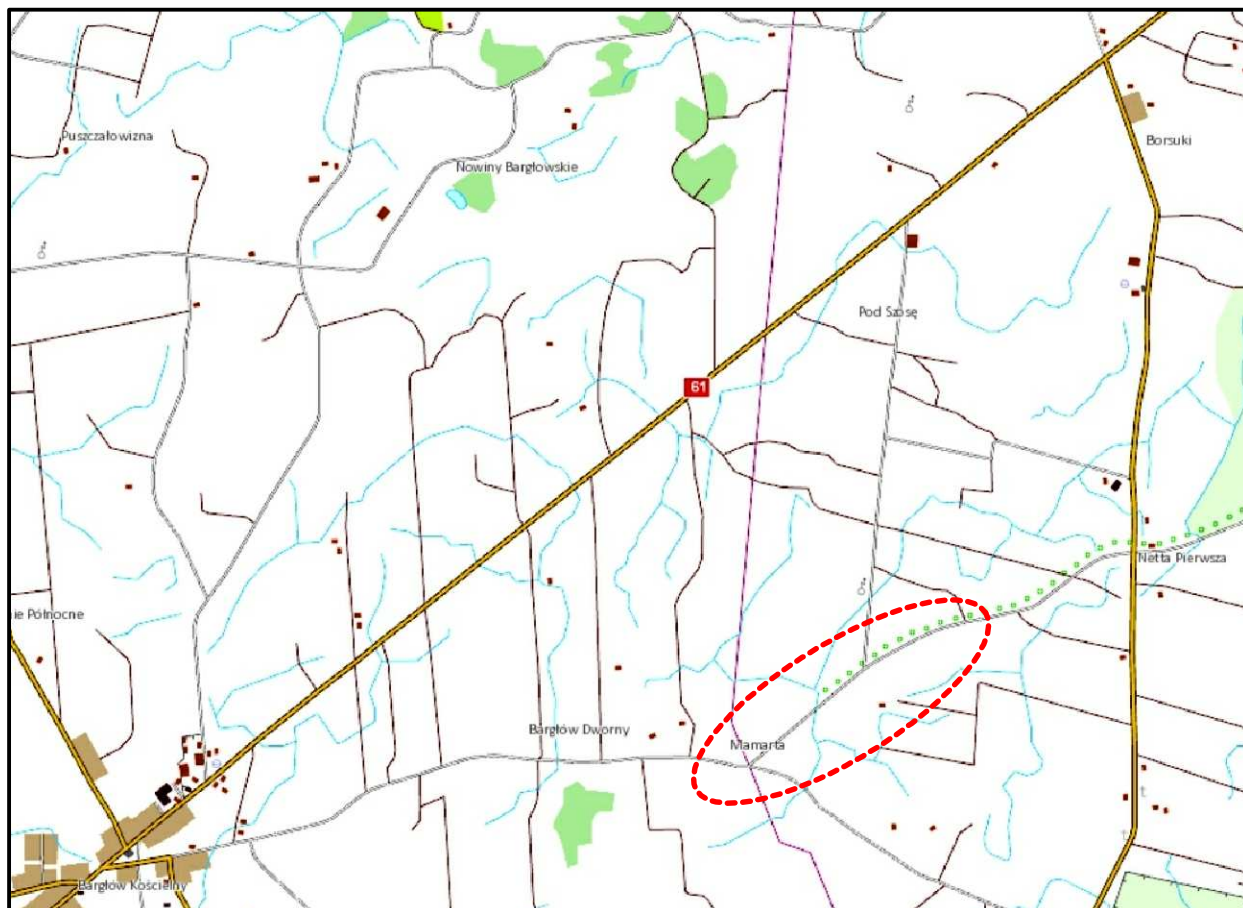 Puszczałowizna
Nowiny Bargłowskie
Borsuki
Pod Szosę
61
Netta Pierwsza
ie Północne
Bargłów Dworny
Mamarta
Bargłów Kościelny